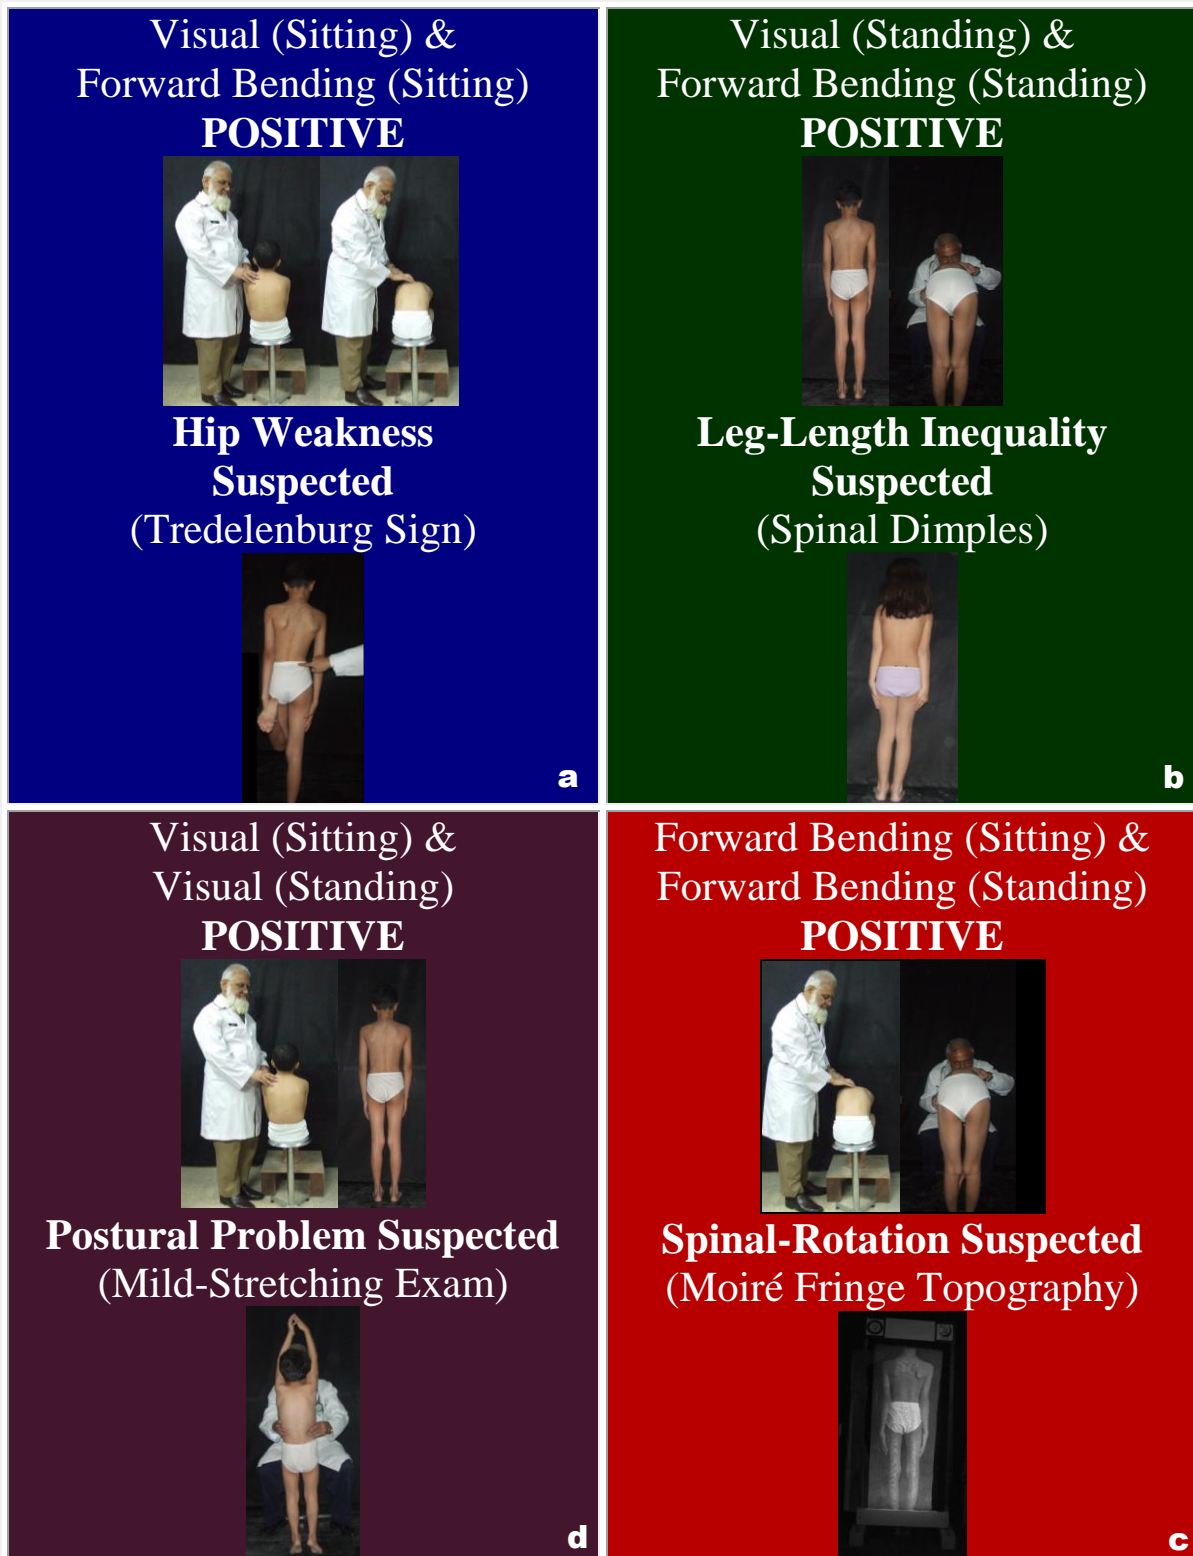 Visual (Sitting) &
Forward Bending (Sitting)
POSITIVE
Hip Weakness
Suspected
(Tredelenburg Sign)
a
Visual (Standing) &
Forward Bending (Standing)
POSITIVE
Leg-Length Inequality
Suspected
(Spinal Dimples)
b
Visual (Sitting) &
Visual (Standing)
POSITIVE
Postural Problem Suspected
(Mild-Stretching Exam)
d
Forward Bending (Sitting) &
Forward Bending (Standing)
POSITIVE
Spinal-Rotation Suspected
(Moiré Fringe Topography)
c